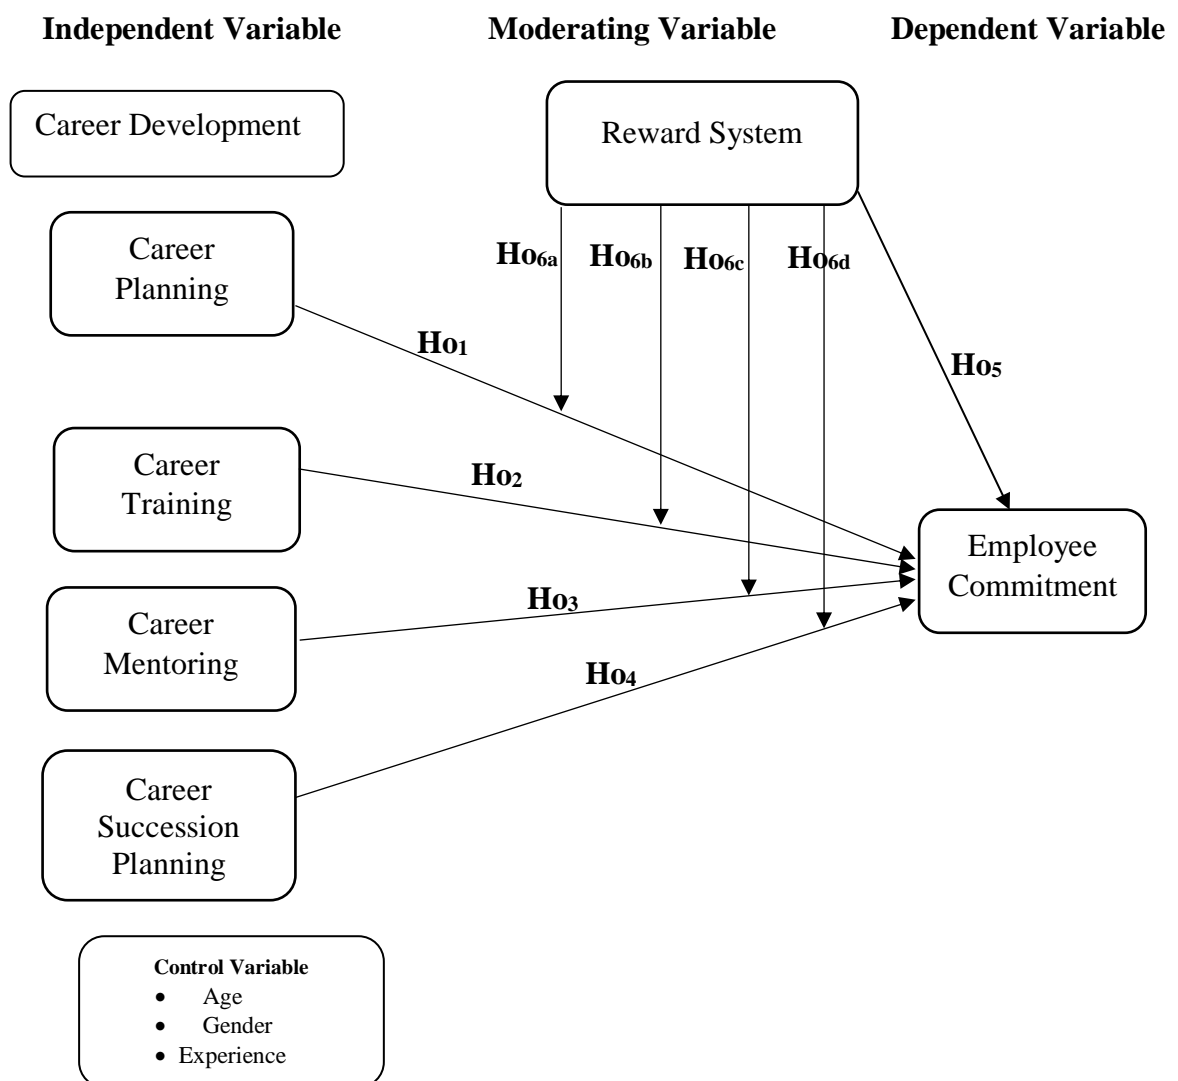 Independent Variable
Moderating Variable
Dependent Variable
Career Development
Reward System
Career
Planning
Ho6a
Ho6b
Ho6c
Ho6d
Ho1
Ho5
Career
Training
Ho2
Employee
Commitment
Career
Mentoring
Ho3
Ho4
Career
Succession
Planning
Control Variable
• Age
• Gender
• Experience